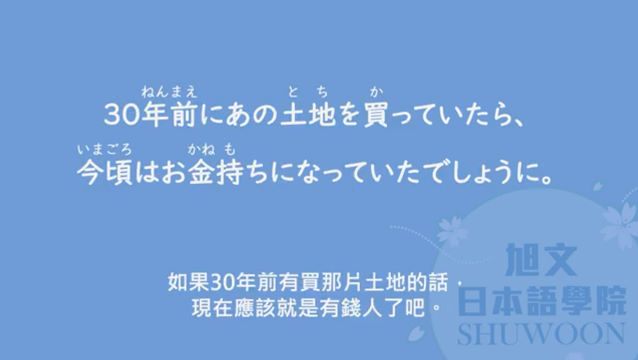 ねんまえ と ち か
30年前にあの土地を買っていたら、
いまごろ かね も
今頃はお金持ちになっていたでしょうに。
如果30年前有買那片土地的話，
現在應該就是有錢人了吧。
旭文
日本語學院
SHUWOON